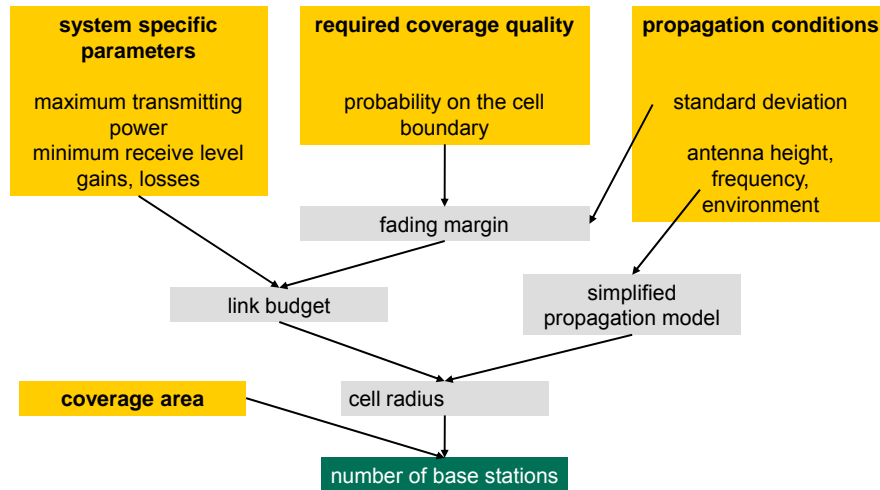 system specific
parameters
maximum transmitting
power
minimum receive level
gains, losses
required coverage quality
probability on the cell
boundary
propagation conditions
standard deviation
antenna height,
frequency,
environment
fading margin
link budget
simplified
propagation model
coverage area
cell radius
number of base stations